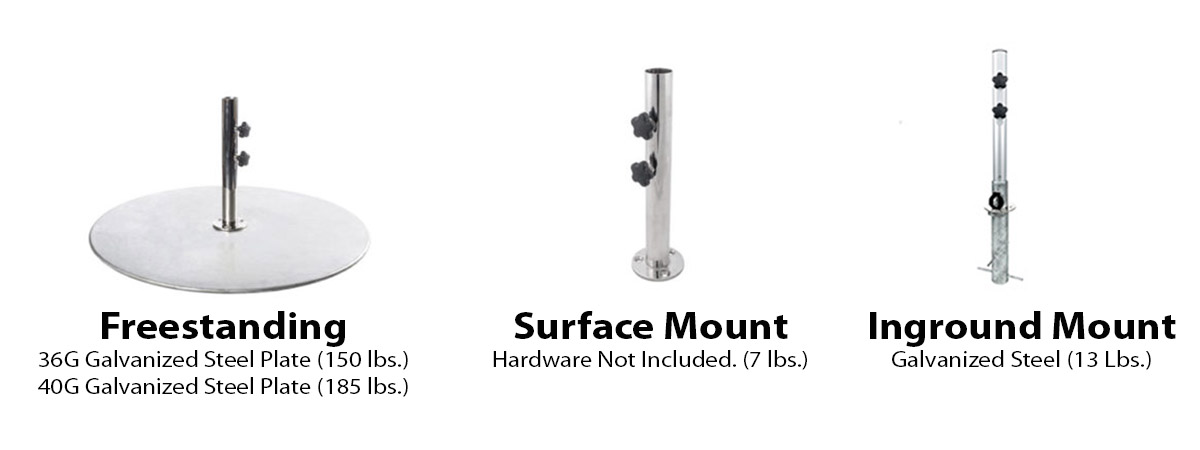 Freestanding
36G Galvanized Steel Plate (150 lbs.)
40G Galvanized Steel Plate (185 lbs.)
Surface Mount
Hardware Not Included. (7 lbs.)
Inground Mount
Galvanized Steel (13 Lbs.)